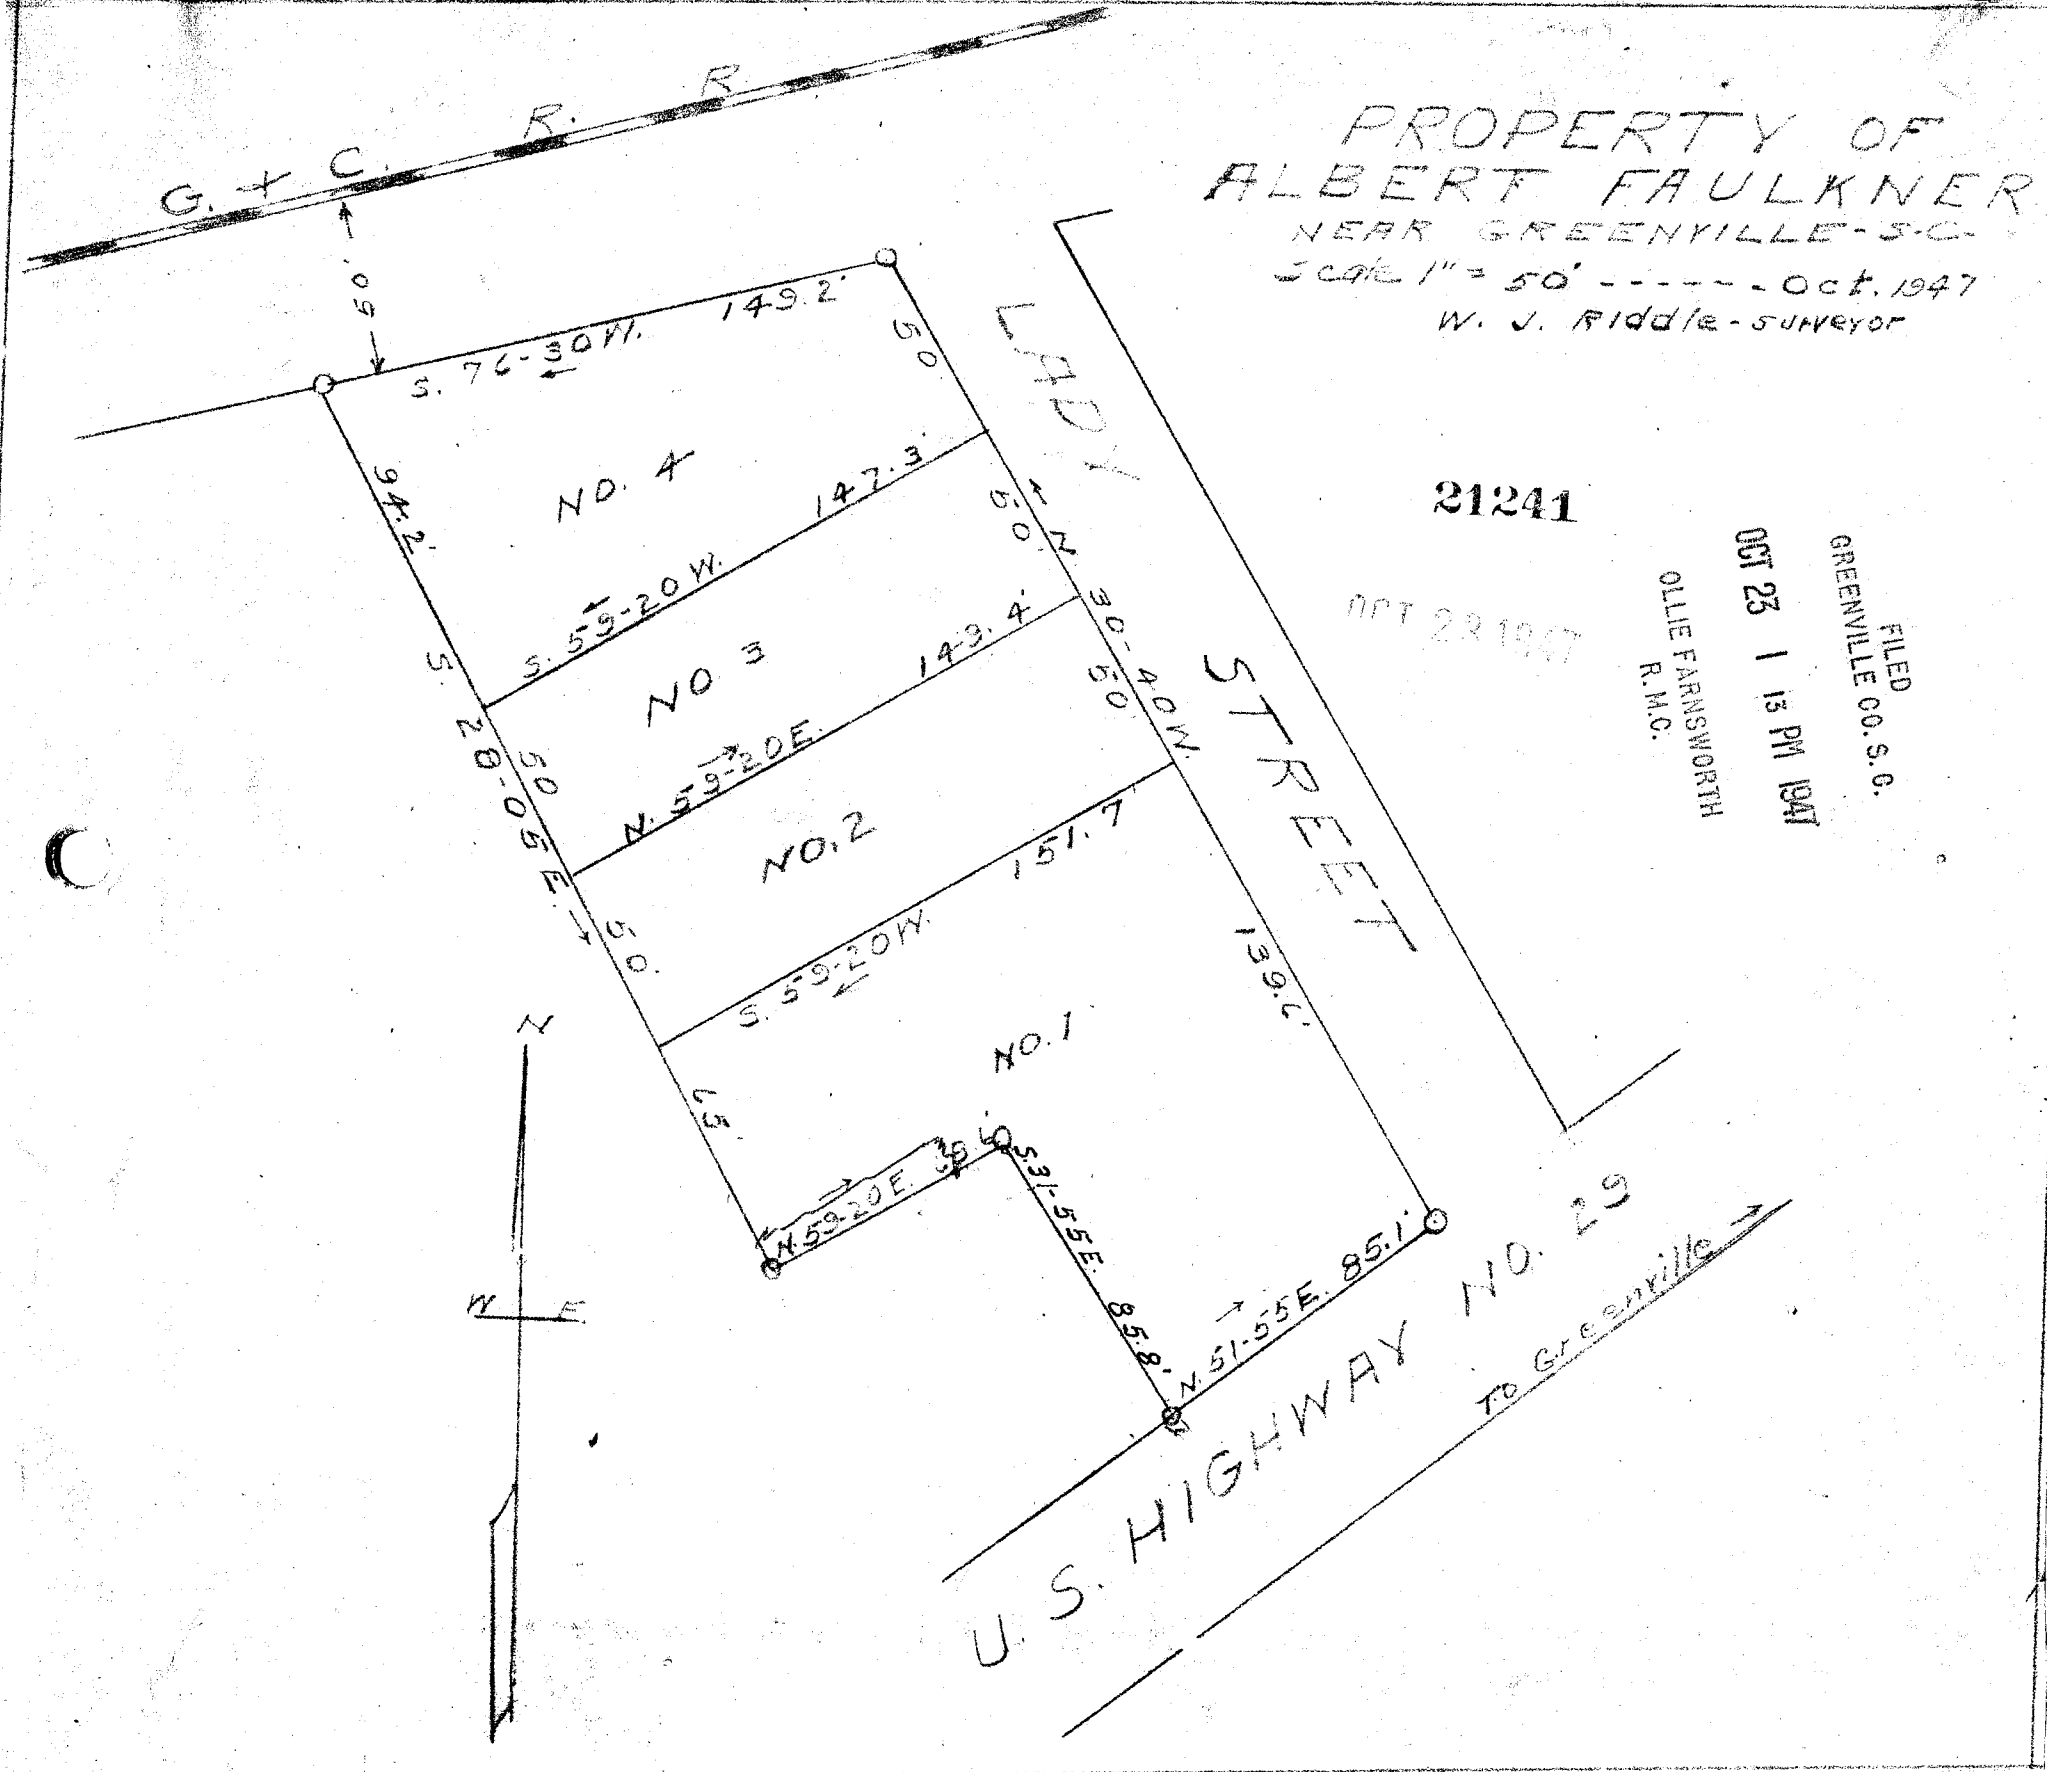 G. + C. R. R.
PROPERTY OF
ALBERT FAULKNER
NEAR GREENVILLE - S.C.
Scale 1" = 50' ------ Oct. 1947
W. J. Riddle - Surveyor
60'
S. 76-30 W. 149.2'
50
LADY STREET
94.2'
NO. 4
S. 59-20 W. 147.3'
50
N. 30-40 W.
NO. 3
50
N. 59-20 E. 149.4'
50
S. 28-05 E.
NO. 2
50
S. 59-20 W. 151.7'
139.6'
NO. 1
65
N. 59-20 E.
S. 31-55 E. 85.8'
N. 51-55 E. 85.1'
U. S. HIGHWAY NO. 29
To Greenville
N
W E
21241
OCT 23 1947
FILED
GREENVILLE CO. S. C.
OCT 23 1 13 PM 1947
OLLIE FARNSWORTH
R.M.C.